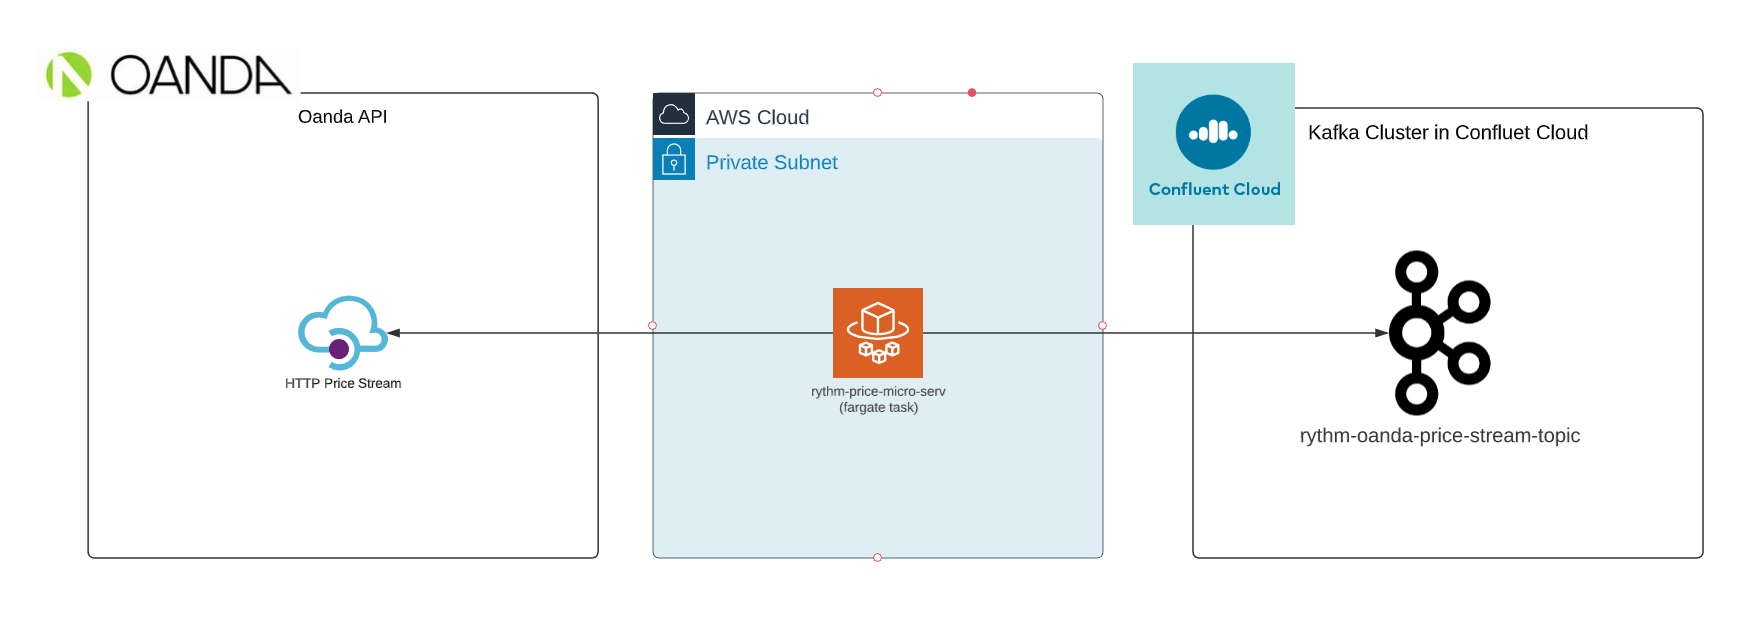 OANDA
Oanda API
HTTP Price Stream
AWS Cloud
Private Subnet
rythm-price-micro-serv
(fargate task)
Confluent Cloud
Kafka Cluster in Confluet Cloud
rythm-oanda-price-stream-topic